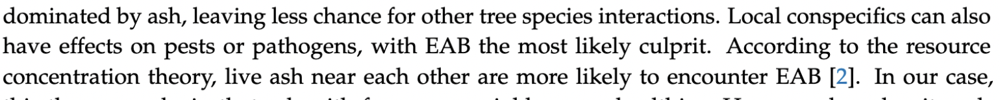 dominated by ash, leaving less chance for other tree species interactions. Local conspecifics can also
have effects on pests or pathogens, with EAB the most likely culprit. According to the resource
concentration theory, live ash near each other are more likely to encounter EAB [2]. In our case,